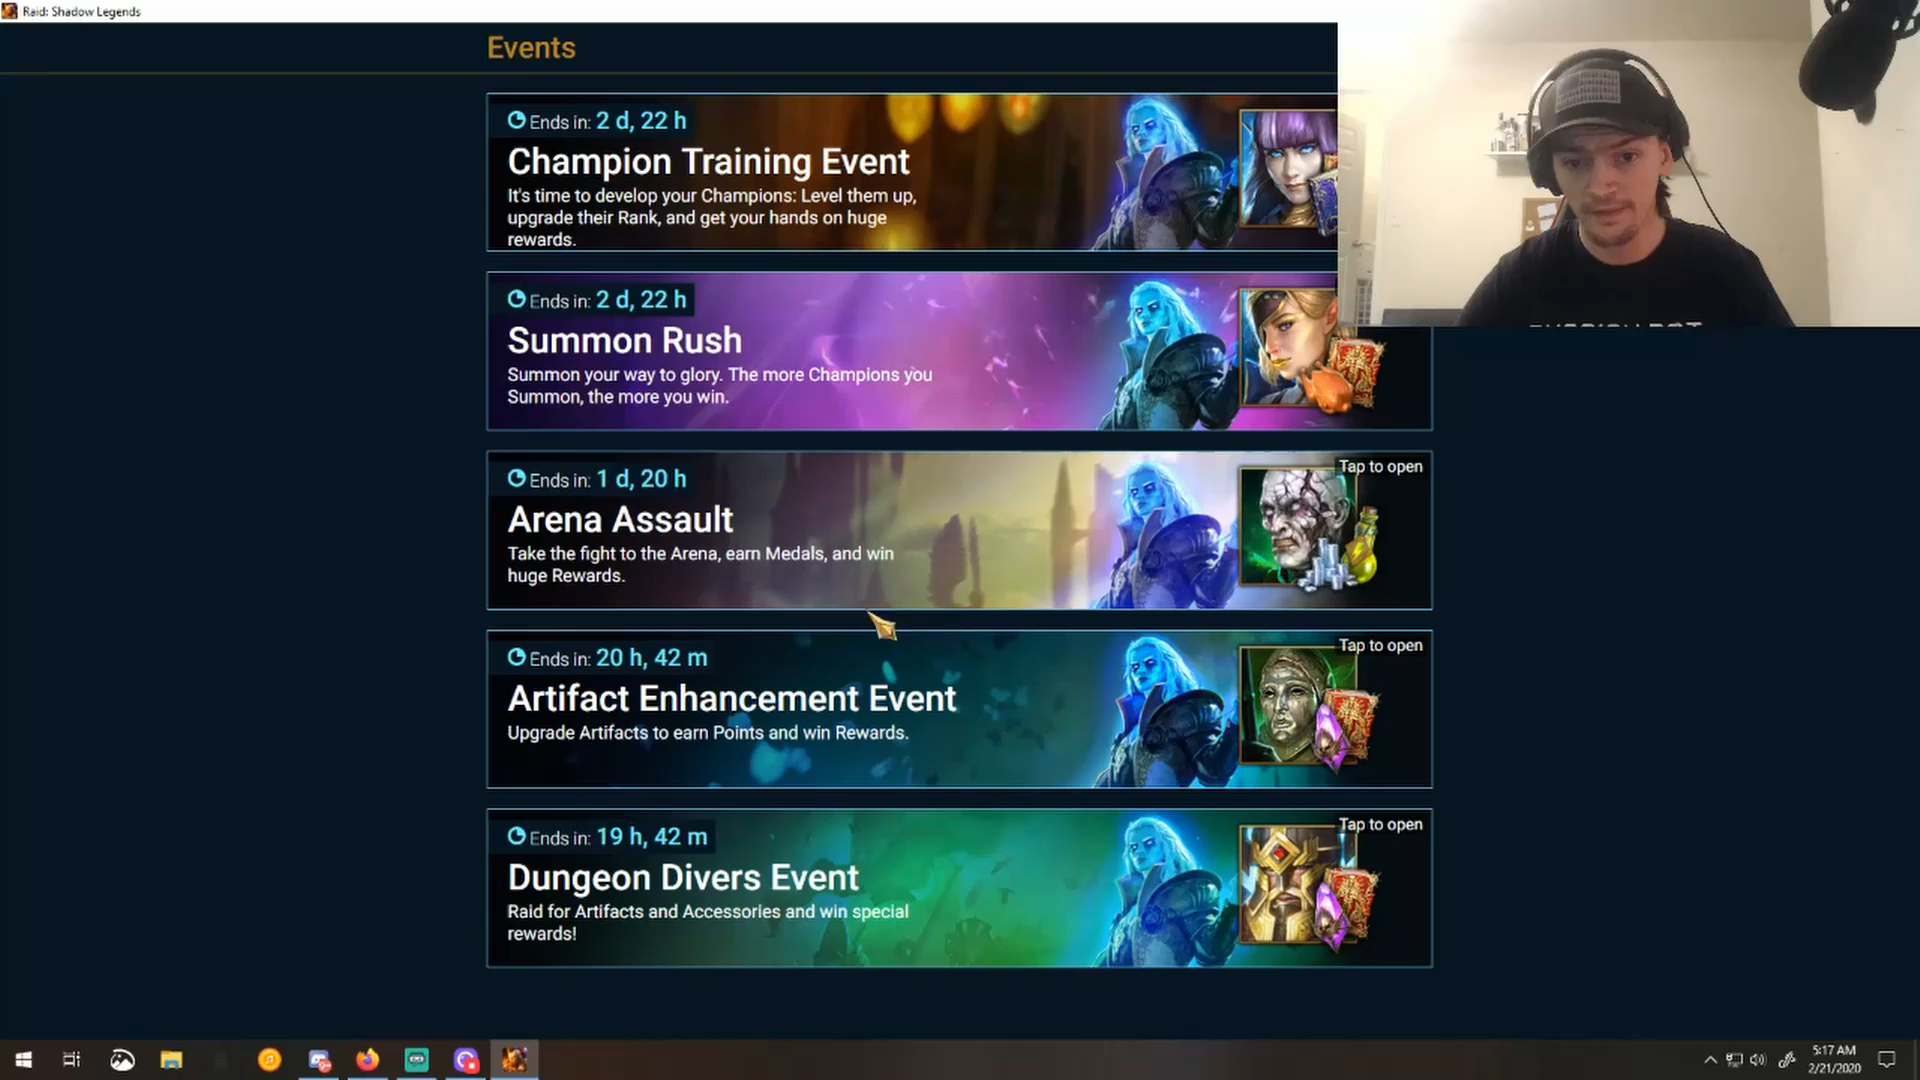 Raid: Shadow Legends
Events
Ends in: 2 d, 22 h
Champion Training Event
It's time to develop your Champions: Level them up,
upgrade their Rank, and get your hands on huge
rewards.
Ends in: 2 d, 22 h
Summon Rush
Summon your way to glory. The more Champions you
Summon, the more you win.
Tap to open
Ends in: 1 d, 20 h
Arena Assault
Take the fight to the Arena, earn Medals, and win
huge Rewards.
Tap to open
Ends in: 20 h, 42 m
Artifact Enhancement Event
Upgrade Artifacts to earn Points and win Rewards.
Tap to open
Ends in: 19 h, 42 m
Dungeon Divers Event
Raid for Artifacts and Accessories and win special
rewards!
5:17 AM
2/21/2020